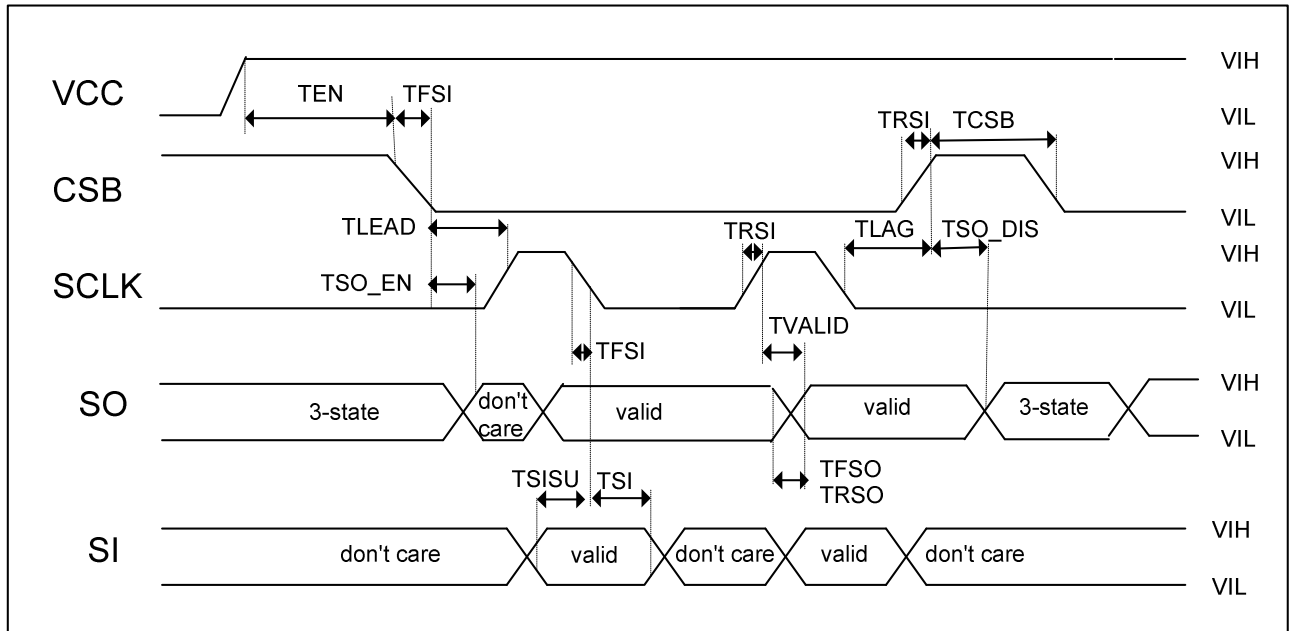 VCC
TEN
TFSI
VIH
VIL
TRSI
TCSB
CSB
VIH
VIL
TLEAD
TRSI
TLAG
TSO_DIS
SCLK
TSO_EN
VIH
VIL
TFSI
TVALID
SO
3-state
don't
care
valid
valid
3-state
VIH
VIL
TFSO
TRSO
TSISU
TSI
SI
don't care
valid
don't care
valid
don't care
VIH
VIL